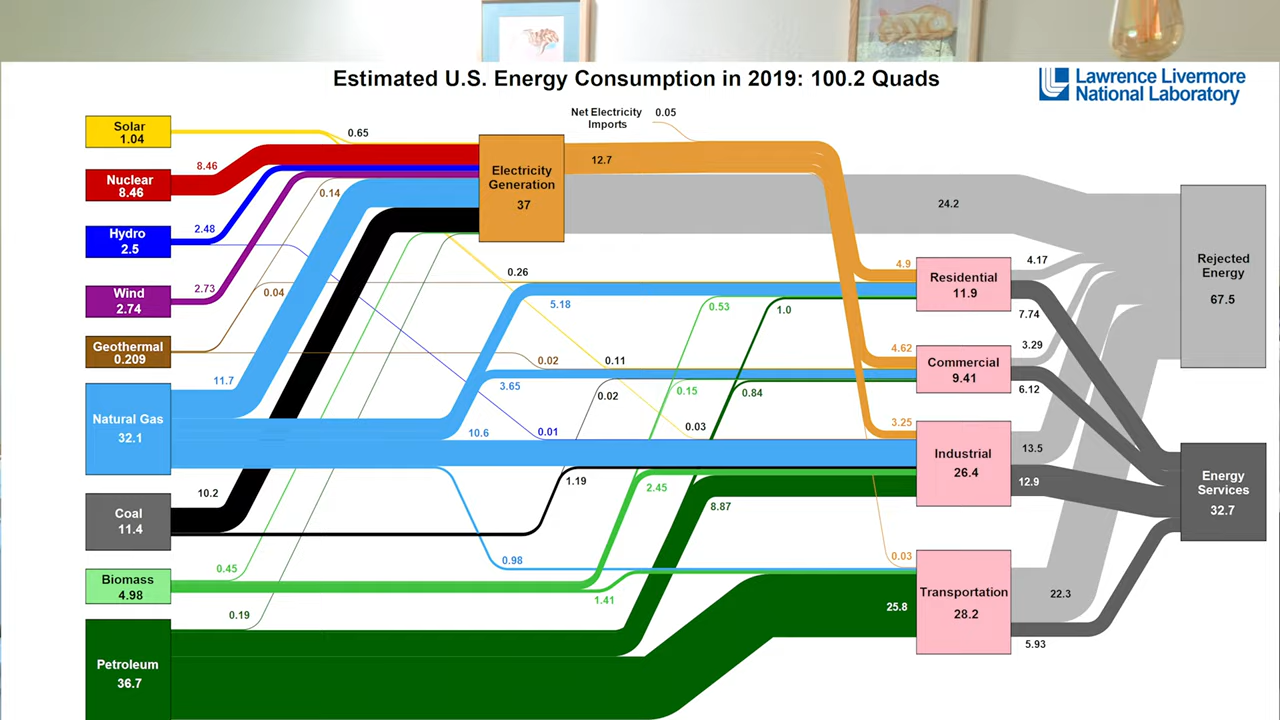 Estimated U.S. Energy Consumption in 2019: 100.2 Quads
Lawrence Livermore
National Laboratory
Net Electricity
Imports
0.05
Solar
1.04
0.65
Nuclear
8.46
8.46
Hydro
2.5
2.48
Wind
2.74
2.73
Geothermal
0.209
0.14
0.04
Natural Gas
32.1
11.7
Coal
11.4
10.2
Biomass
4.98
0.45
Petroleum
36.7
0.19
Electricity
Generation
37
12.7
24.2
0.26
5.18
0.53
1.0
4.9
0.02
0.11
3.65
0.02
0.15
0.84
4.62
10.6
0.01
0.03
3.25
1.19
2.45
8.87
0.98
0.03
1.41
25.8
Residential
11.9
4.17
7.74
Commercial
9.41
3.29
6.12
Industrial
26.4
13.5
12.9
Transportation
28.2
22.3
5.93
Rejected
Energy
67.5
Energy
Services
32.7